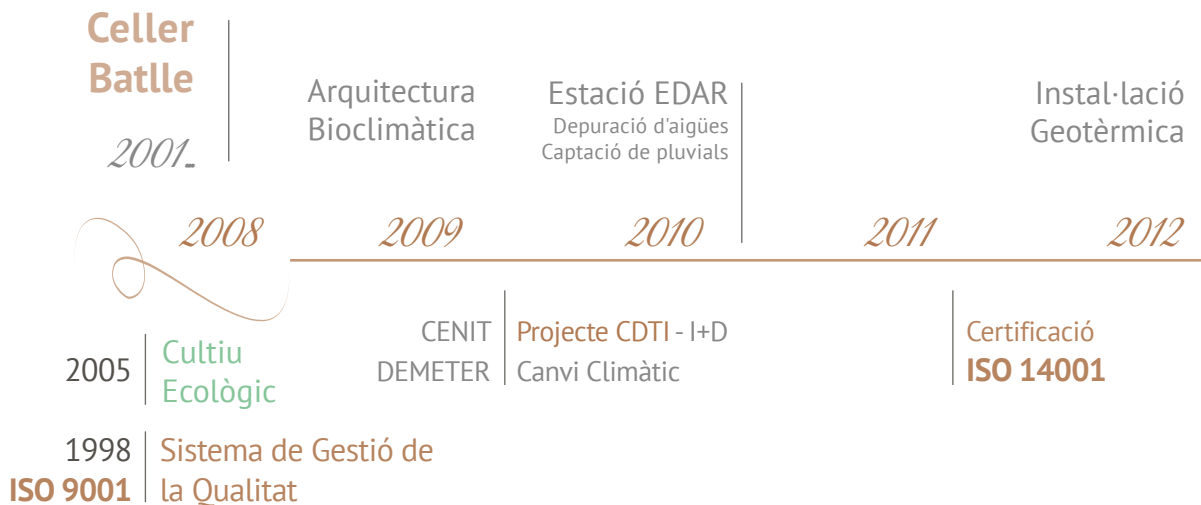 Celler
Batlle
2001...
Arquitectura
Bioclimàtica
Estació EDAR
Depuració d'aigües
Captació de pluvials
Instal·lació
Geotèrmica
2008
2009
2010
2011
2012
2005
Cultiu
Ecològic
CENIT
DEMETER
Projecte CDTI - I+D
Canvi Climàtic
Certificació
ISO 14001
1998
ISO 9001
Sistema de Gestió de
la Qualitat